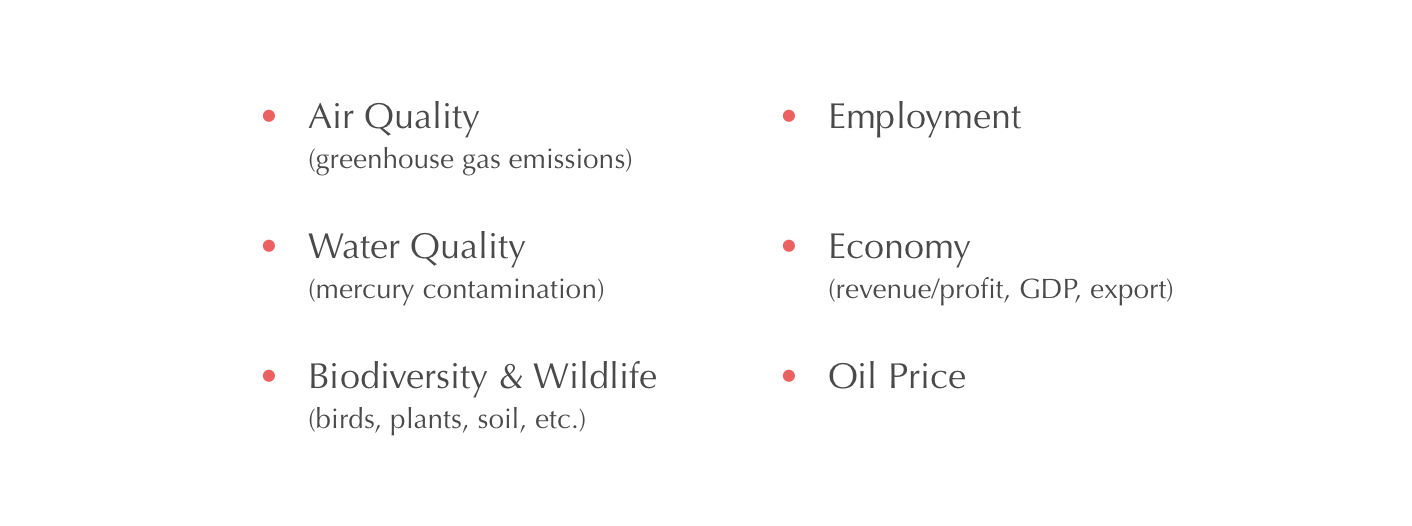 Air Quality
(greenhouse gas emissions)
Water Quality
(mercury contamination)
Biodiversity & Wildlife
(birds, plants, soil, etc.)
Employment
Economy
(revenue/profit, GDP, export)
Oil Price